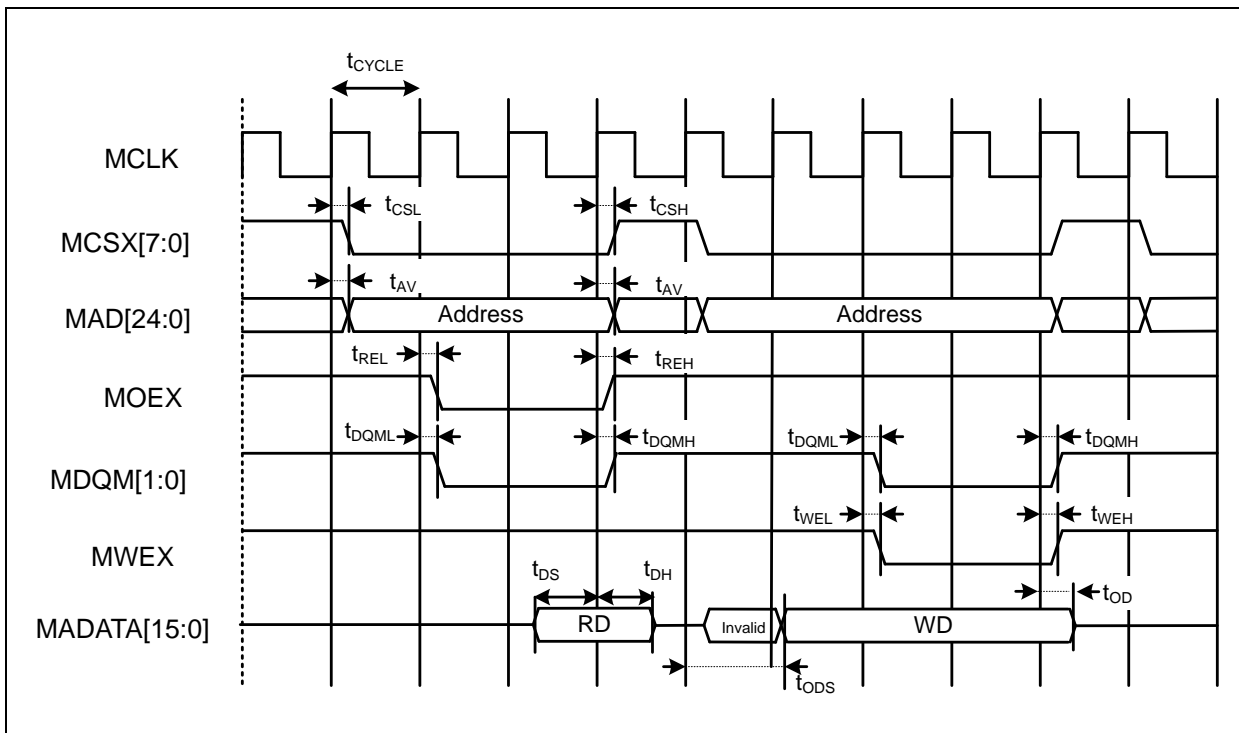 tCYCLE
MCLK
tCSL tCSH
MCSX[7:0]
tAV tAV
MAD[24:0] Address Address
tREL tREH
MOEX
tDQML tDQMH tDQML tDQMH
MDQM[1:0]
tWEL tWEH
MWEX
tDS tDH
tOD
MADATA[15:0] RD Invalid WD
tODS